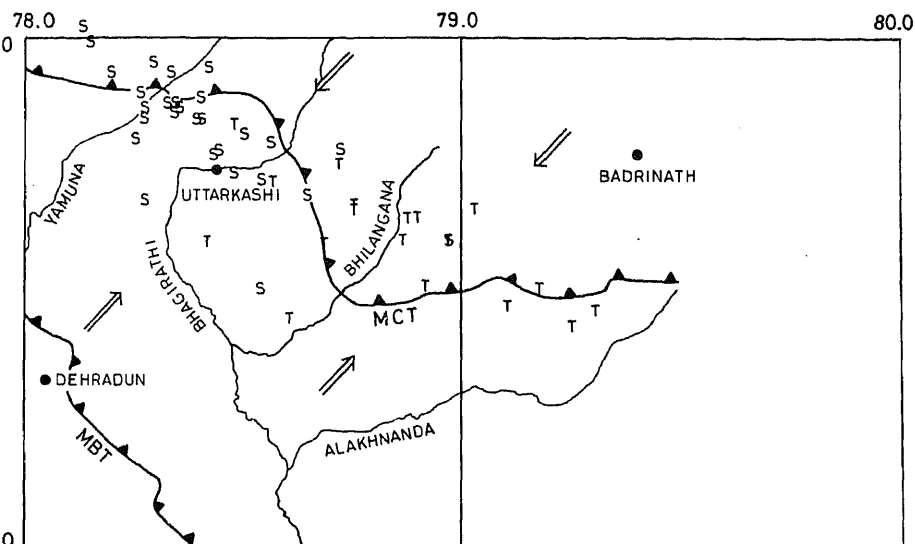 78.0 79.0 80.0
0
S
S
S S S S
S S
S S S
S S S
S S
T S
S
S S
S
S
T
S
S T
UTTARKASHI
S
S
T
T
BADRINATH
YAMUNA
BHAGIRATHI
BHILANGANA
T T
T
T
T
T
T
S
T
T
T
T
T
T
MCT
DEHRADUN
MBT
ALAKHNANDA
0